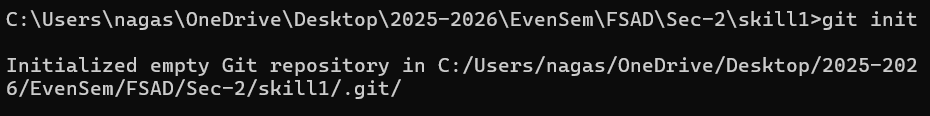 C:\Users\nagas\OneDrive\Desktop\2025-2026\EvenSem\FSAD\Sec-2\skill1>git init
Initialized empty Git repository in C:/Users/nagas/OneDrive/Desktop/2025-202
6/EvenSem/FSAD/Sec-2/skill1/.git/